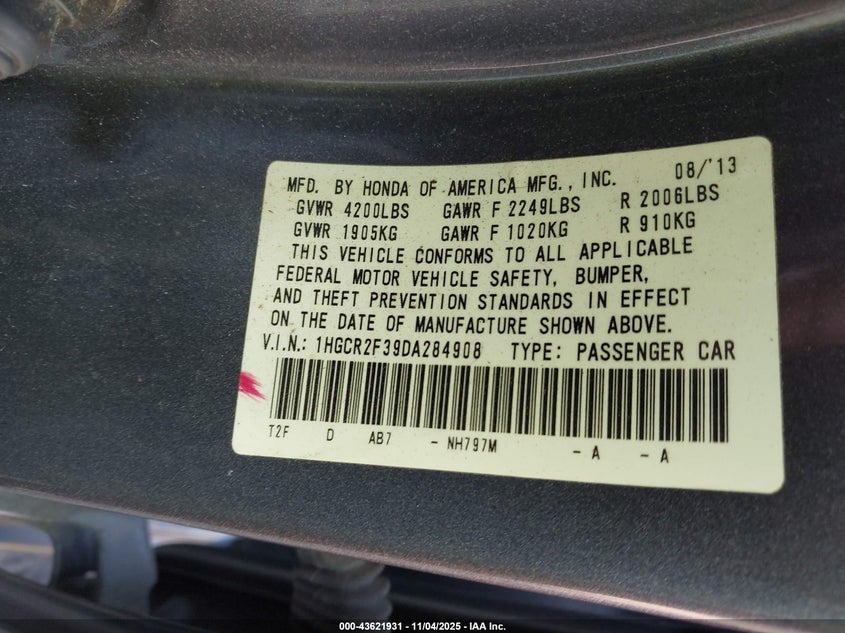 MFD. BY HONDA OF AMERICA MFG., INC. 08/'13
GVWR 4200LBS GAWR F 2249LBS R 2006LBS
GVWR 1905KG GAWR F 1020KG R 910KG
THIS VEHICLE CONFORMS TO ALL APPLICABLE
FEDERAL MOTOR VEHICLE SAFETY, BUMPER,
AND THEFT PREVENTION STANDARDS IN EFFECT
ON THE DATE OF MANUFACTURE SHOWN ABOVE.
V.I.N.: 1HGCR2F39DA284908 TYPE: PASSENGER CAR
T2F D AB7 - NH797M - A - A
000-43621931 - 11/04/2025 - IAA Inc.